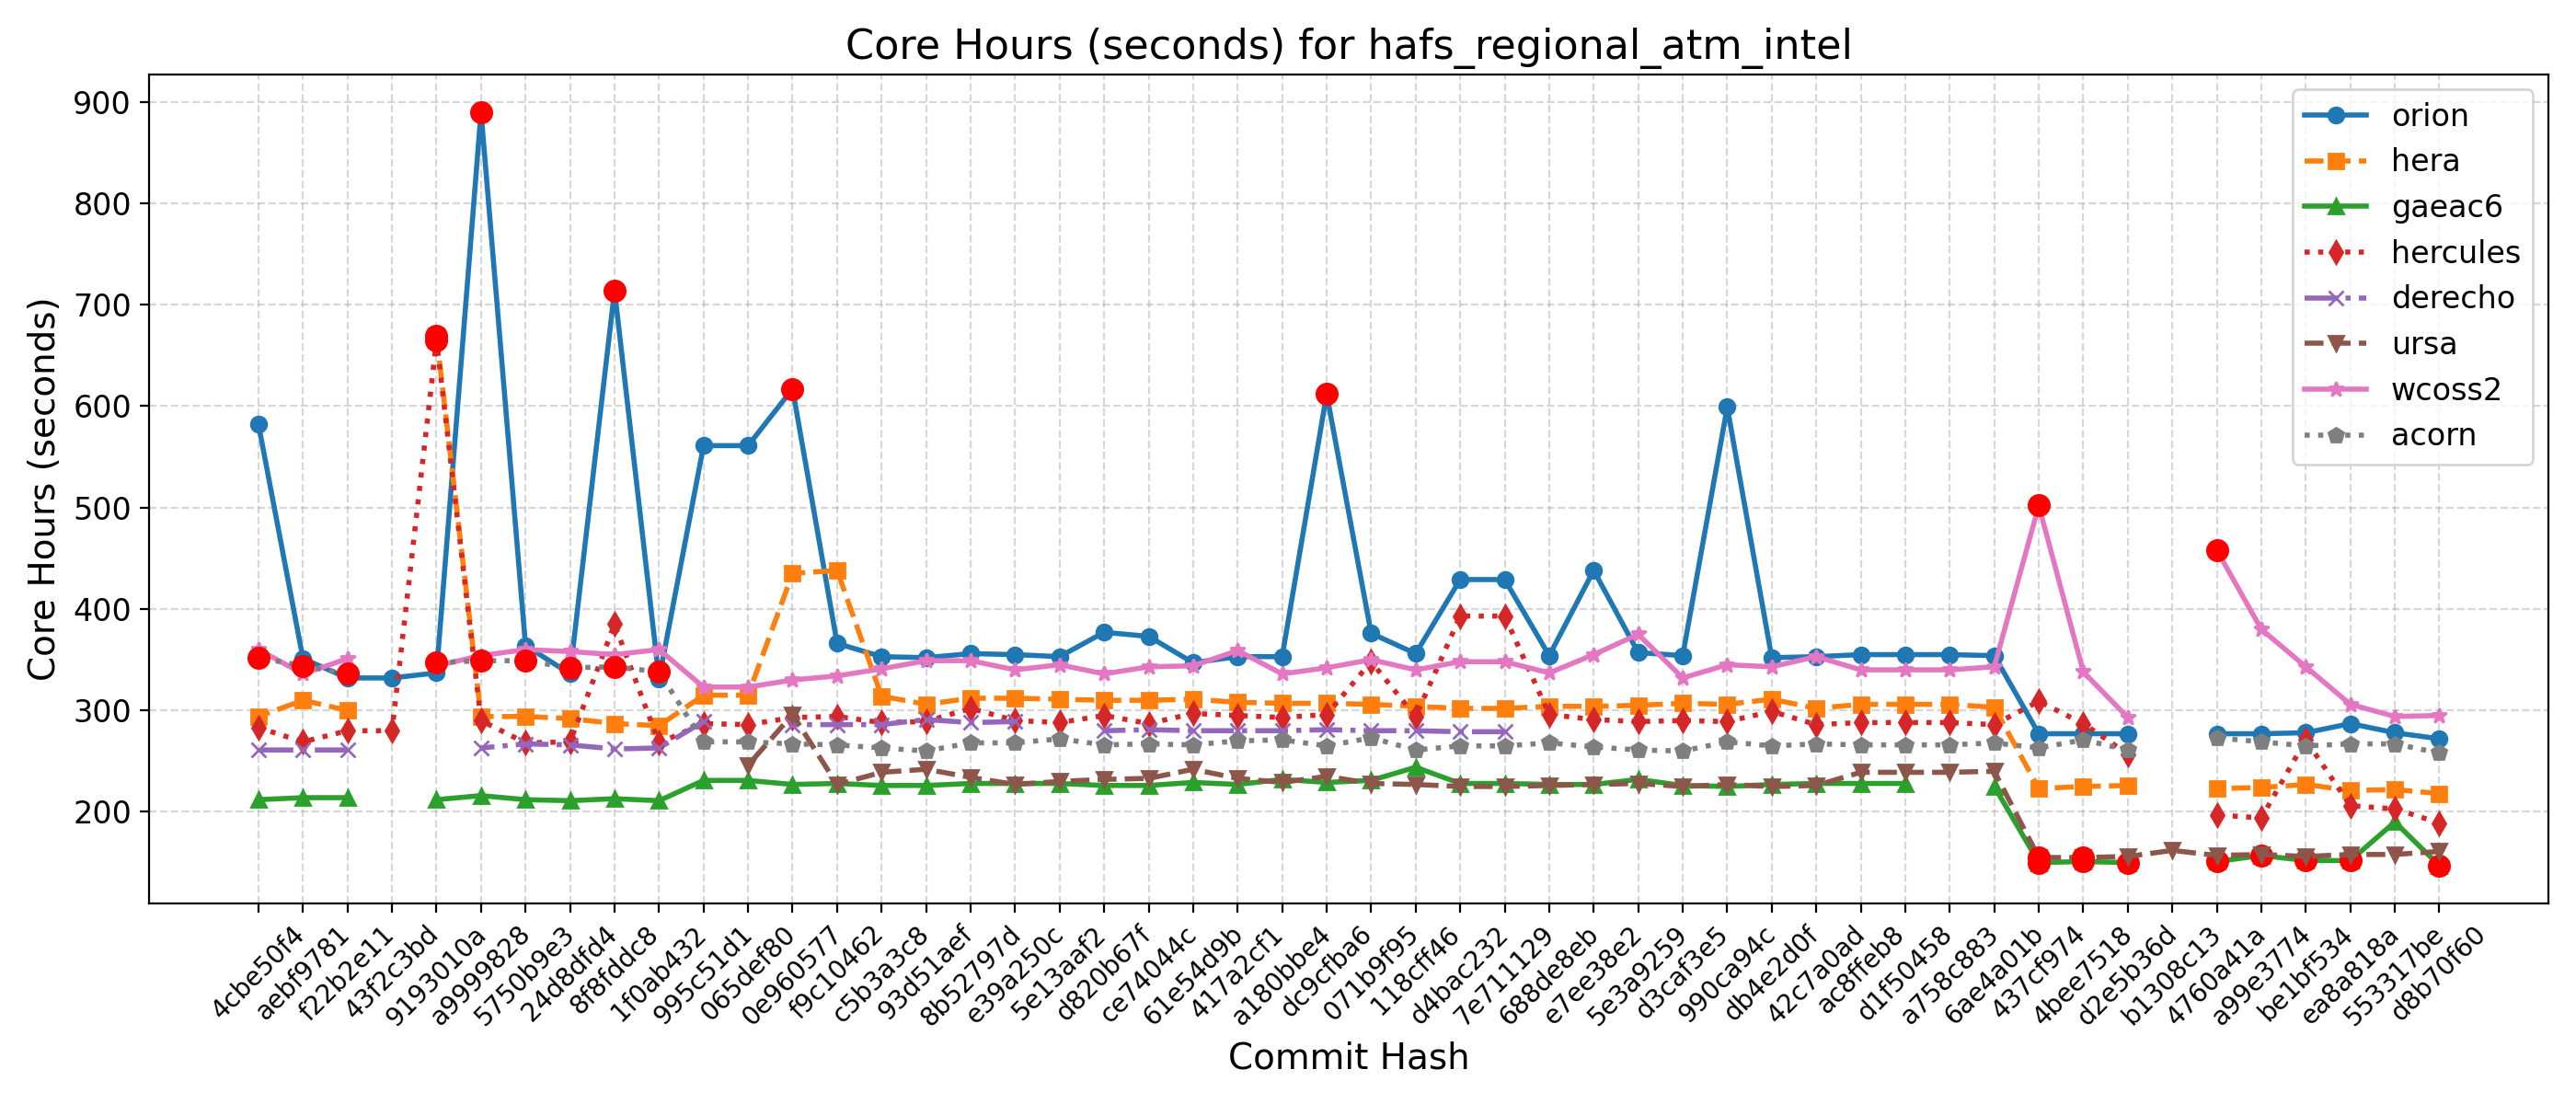 Core Hours (seconds) for hafs_regional_atm_intel
Core Hours (seconds)
900
800
700
600
500
400
300
200
orion
hera
gaeac6
hercules
derecho
ursa
wcoss2
acorn
4cbe50f4
aebf9781
f22b2e11
43f2c3bd
9193010a
a9999828
5750b9e3
24d8dfd4
8f8fddc8
1f0ab432
995c51d1
065def80
0e960577
f9c10462
c5b3a3c8
93d51aef
8b52797d
e39a250c
5e13aaf2
d820b67f
ce74044c
61e54d9b
417a2cf1
a180bbe4
dc9cfba6
071b9f95
118cff46
d4bac232
7e711129
688de8eb
e7ee38e2
5e3a9259
d3caf3e5
990ca94c
db4e2d0f
42c7a0ad
ac8ffeb8
d1f50458
a758c883
6ae4a01b
437cf974
4bee7518
d2e5b36d
b1308c13
4760a41a
a99e3774
be1bf534
ea8a818a
553317be
d8b70f60
Commit Hash